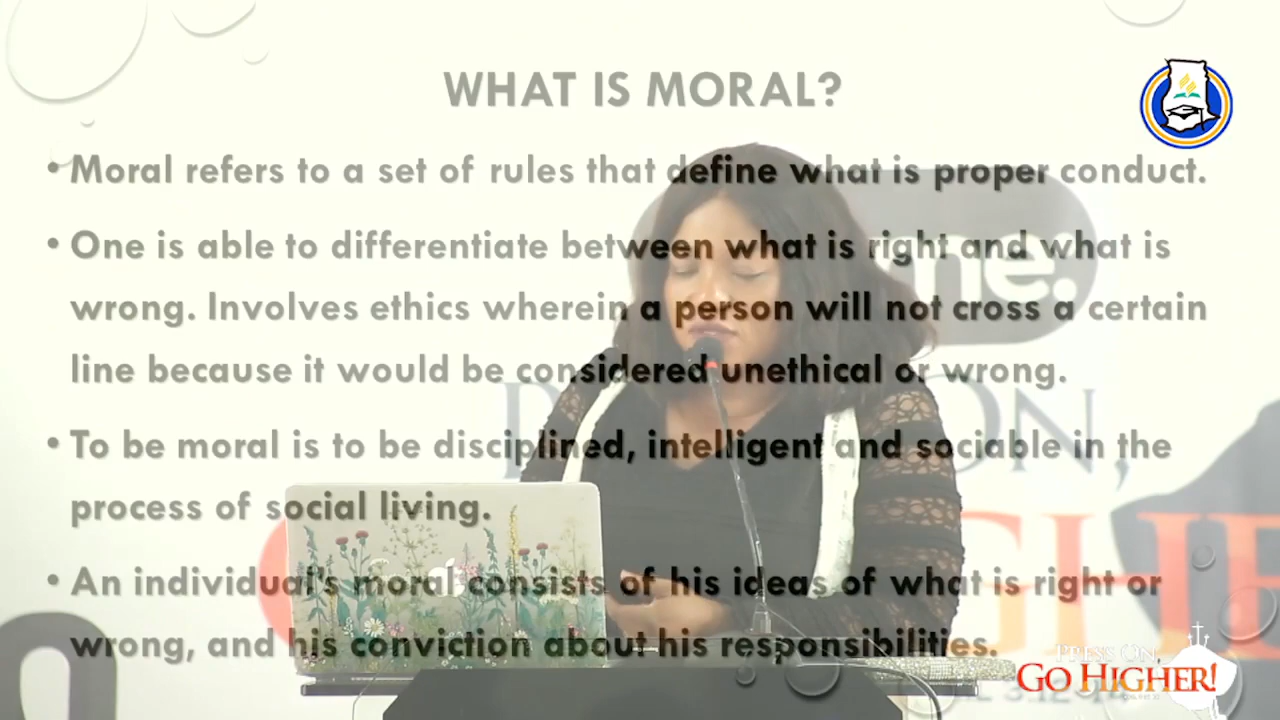 WHAT IS MORAL?
• Moral refers to a set of rules that define what is proper conduct.
• One is able to differentiate between what is right and what is
wrong. Involves ethics wherein a person will not cross a certain
line because it would be considered unethical or wrong.
• To be moral is to be disciplined, intelligent and sociable in the
process of social living.
• An individual's moral consists of his ideas of what is right or
wrong, and his conviction about his responsibilities.
me:
ON,
PRESS ON,
GO HIGHER!